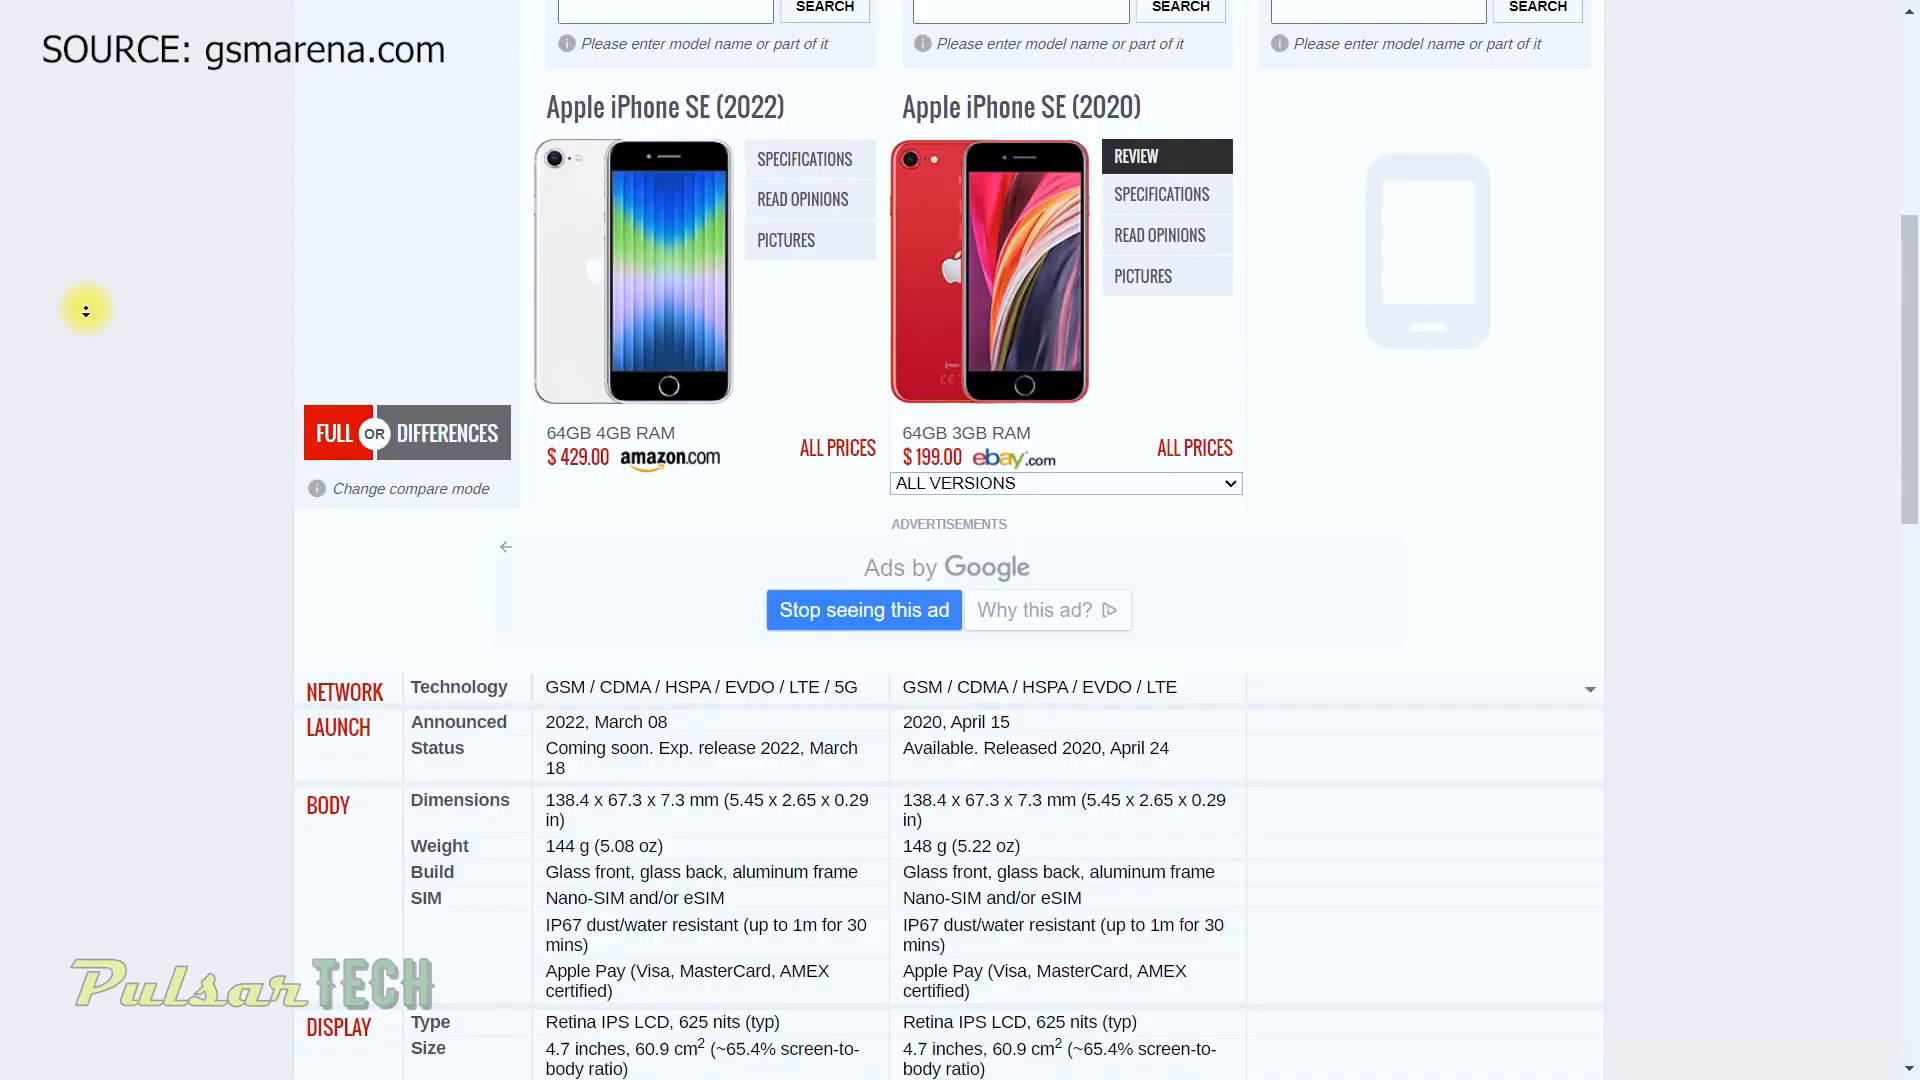 SOURCE: gsmarena.com
SEARCH
SEARCH
SEARCH
Please enter model name or part of it
Please enter model name or part of it
Please enter model name or part of it
Apple iPhone SE (2022)
Apple iPhone SE (2020)
SPECIFICATIONS
READ OPINIONS
PICTURES
REVIEW
SPECIFICATIONS
READ OPINIONS
PICTURES
FULL OR DIFFERENCES
Change compare mode
64GB 4GB RAM
$ 429.00 amazon.com
ALL PRICES
64GB 3GB RAM
$ 199.00 ebay.com
ALL PRICES
ALL VERSIONS
ADVERTISEMENTS
Ads by Google
Stop seeing this ad
Why this ad?
NETWORK Technology GSM / CDMA / HSPA / EVDO / LTE / 5G GSM / CDMA / HSPA / EVDO / LTE
LAUNCH Announced 2022, March 08 2020, April 15
Status Coming soon. Exp. release 2022, March Available. Released 2020, April 24
18
BODY Dimensions 138.4 x 67.3 x 7.3 mm (5.45 x 2.65 x 0.29 138.4 x 67.3 x 7.3 mm (5.45 x 2.65 x 0.29
in) in)
Weight 144 g (5.08 oz) 148 g (5.22 oz)
Build Glass front, glass back, aluminum frame Glass front, glass back, aluminum frame
SIM Nano-SIM and/or eSIM Nano-SIM and/or eSIM
IP67 dust/water resistant (up to 1m for 30 IP67 dust/water resistant (up to 1m for 30
mins) mins)
Apple Pay (Visa, MasterCard, AMEX Apple Pay (Visa, MasterCard, AMEX
certified) certified)
Pulsar TECH
DISPLAY Type Retina IPS LCD, 625 nits (typ) Retina IPS LCD, 625 nits (typ)
Size 4.7 inches, 60.9 cm2 (~65.4% screen-to- 4.7 inches, 60.9 cm2 (~65.4% screen-to-
body ratio) body ratio)